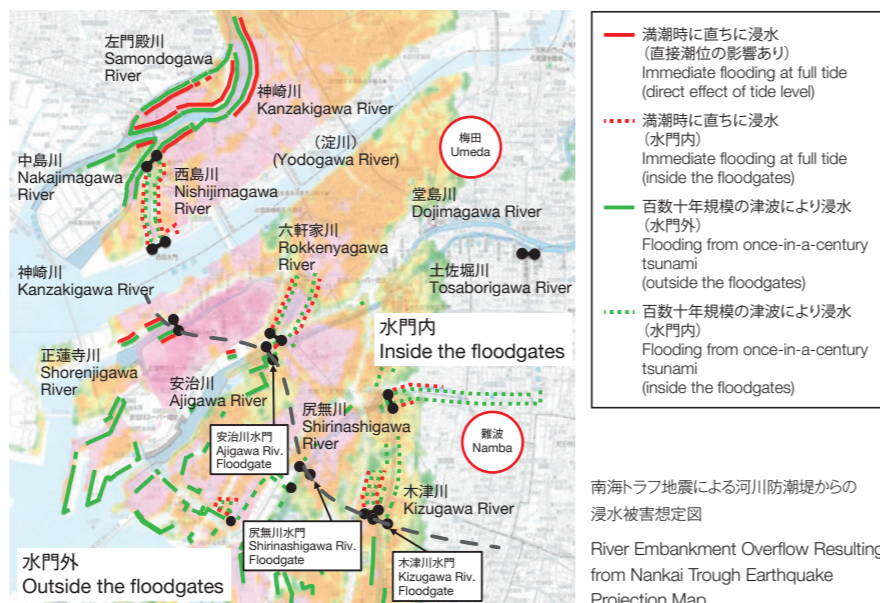 左門殿川
Samondogawa
River
神崎川
Kanzakigawa River
(淀川)
(Yodogawa River)
梅田
Umeda
中島川
Nakajimagawa
River
西島川
Nishijimagawa
River
堂島川
Dojimagawa River
六軒家川
Rokkenyagawa
River
神崎川
Kanzakigawa River
土佐堀川
Tosaborigawa River
水門内
Inside the floodgates
正蓮寺川
Shorenjigawa
River
安治川
Ajigawa River
尻無川
Shirinashigawa
River
安治川水門
Ajigawa Riv.
Floodgate
難波
Namba
木津川
Kizugawa River
尻無川水門
Shirinashigawa Riv.
Floodgate
木津川水門
Kizugawa Riv.
Floodgate
水門外
Outside the floodgates
満潮時に直ちに浸水
(直接潮位の影響あり)
Immediate flooding at full tide
(direct effect of tide level)
満潮時に直ちに浸水
(水門内)
Immediate flooding at full tide
(inside the floodgates)
百数十年規模の津波により浸水
(水門外)
Flooding from once-in-a-century
tsunami
(outside the floodgates)
百数十年規模の津波により浸水
(水門内)
Flooding from once-in-a-century
tsunami
(inside the floodgates)
南海トラフ地震による河川防潮堤からの
浸水被害想定図
River Embankment Overflow Resulting
from Nankai Trough Earthquake
Projection Map